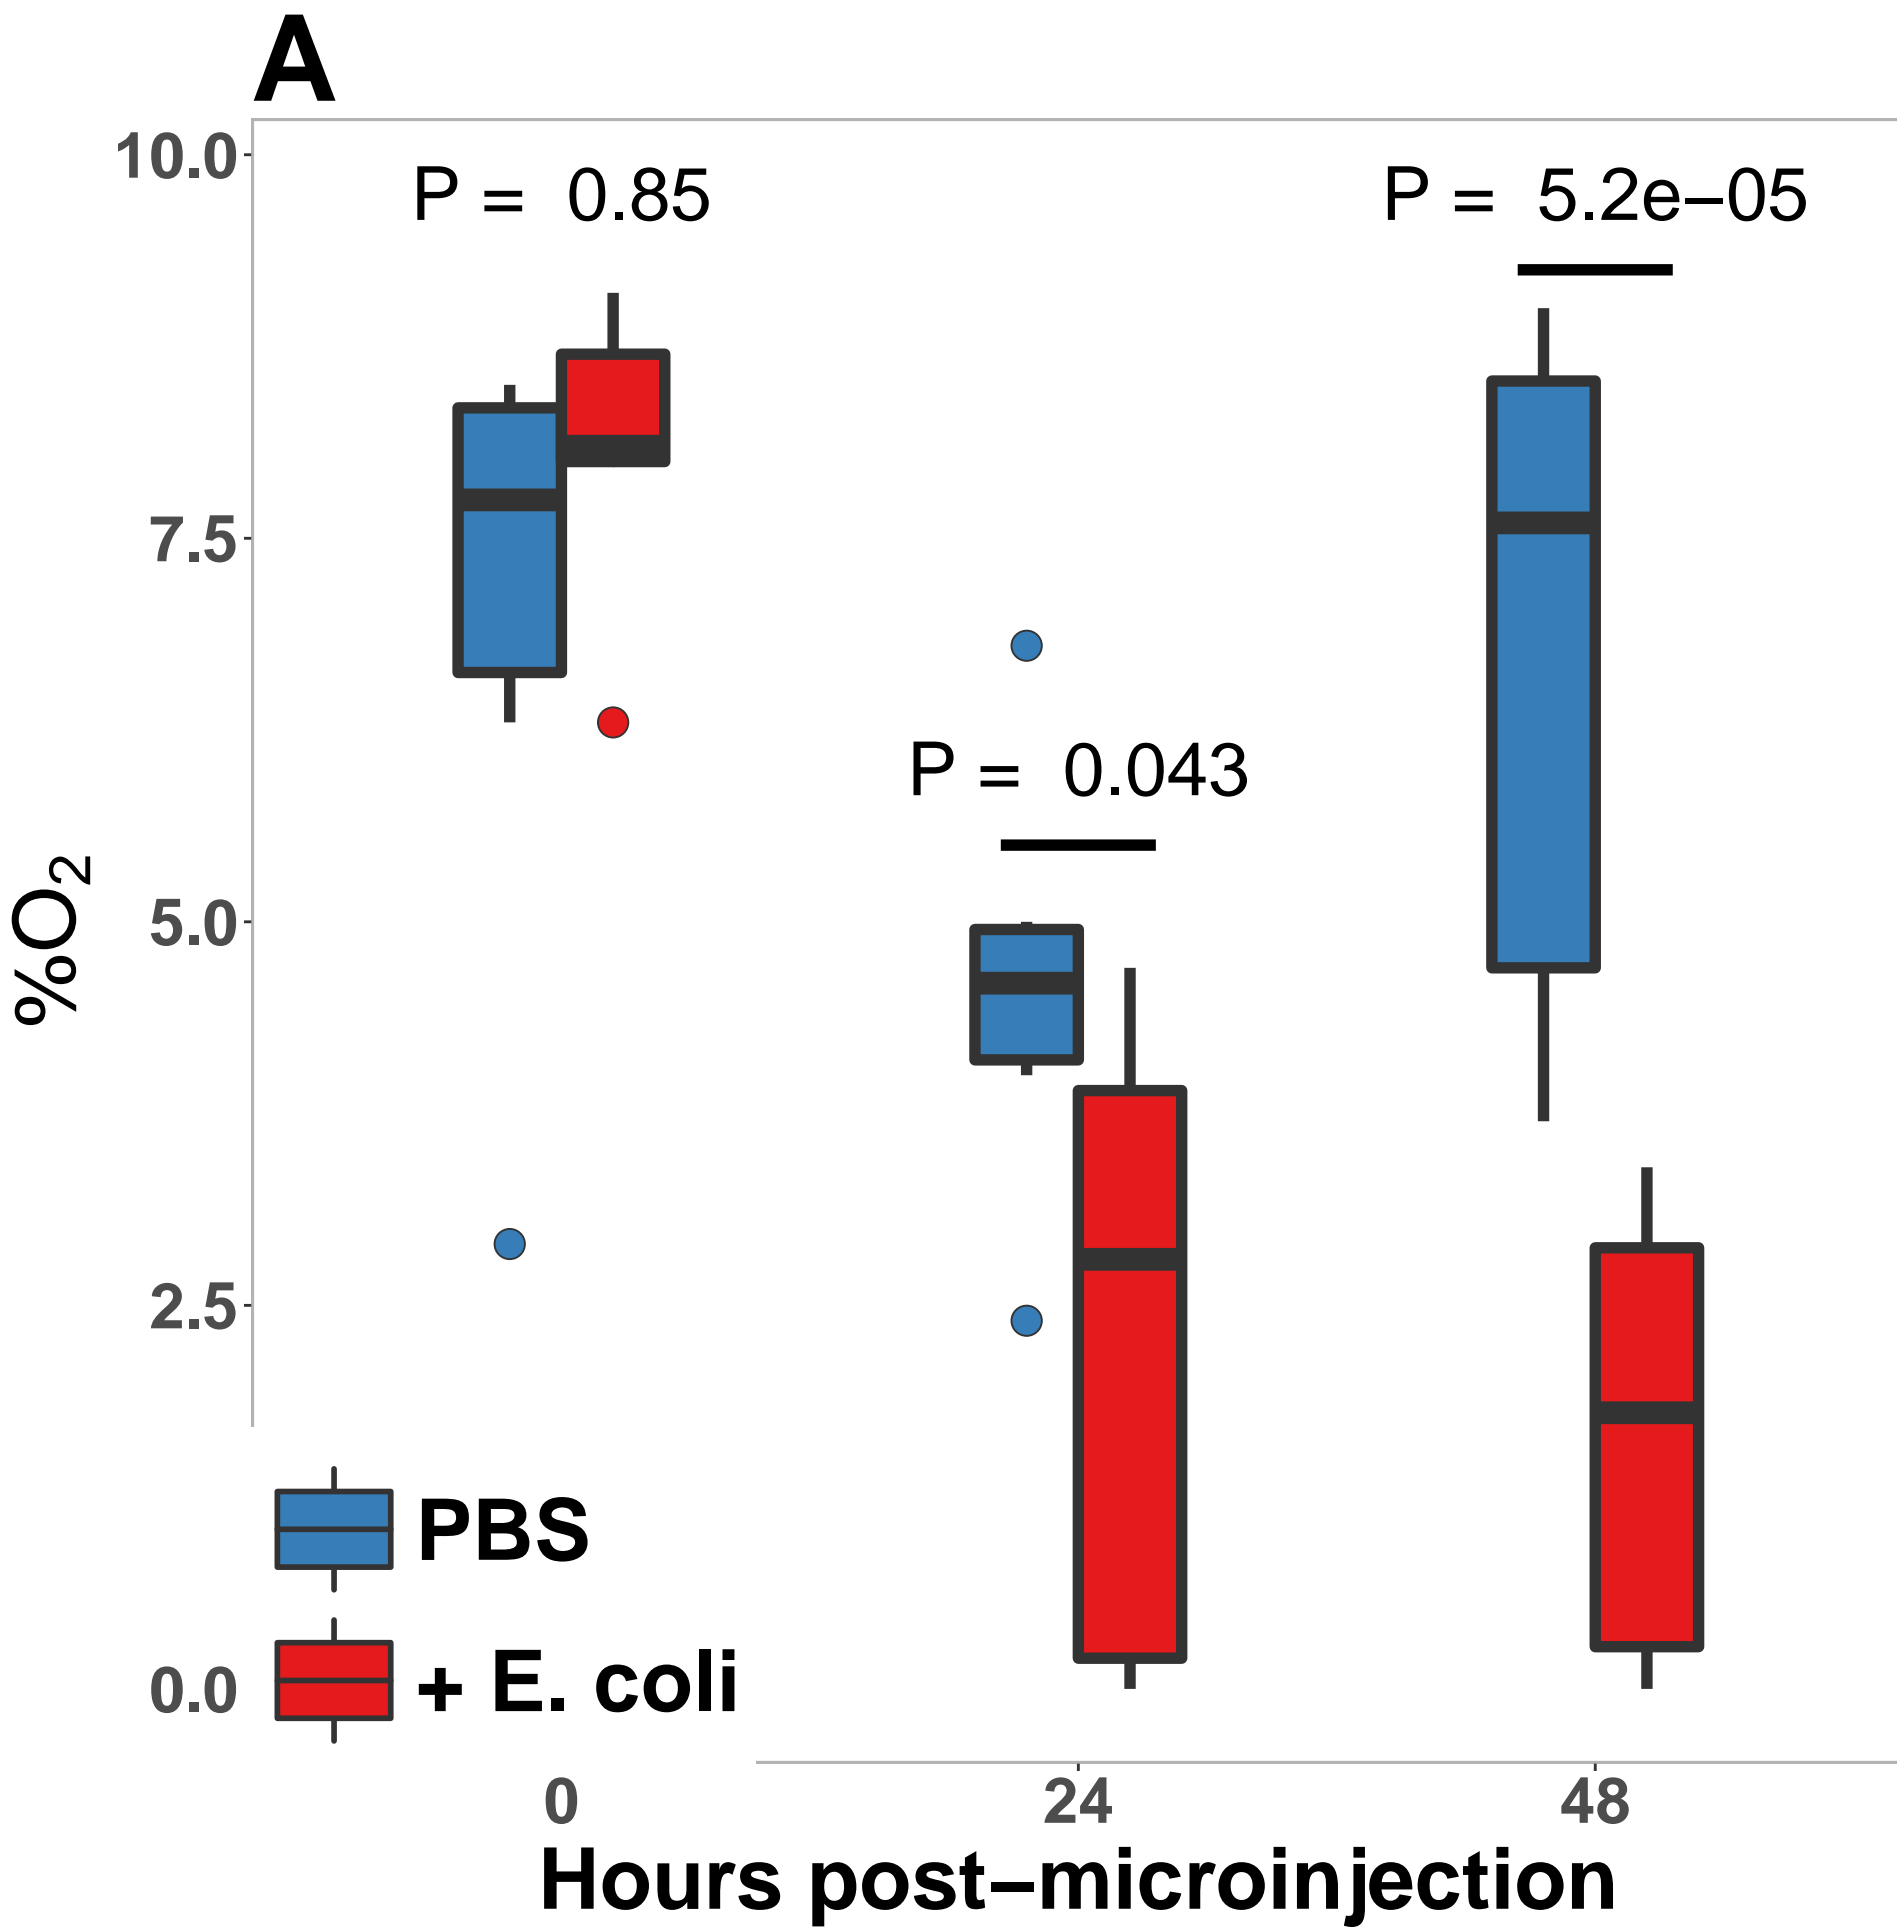 A
10.0
P = 0.85
P = 5.2e−05
7.5
P = 0.043
%O₂
5.0
2.5
PBS
+ E. coli
0.0
0 24 48
Hours post−microinjection